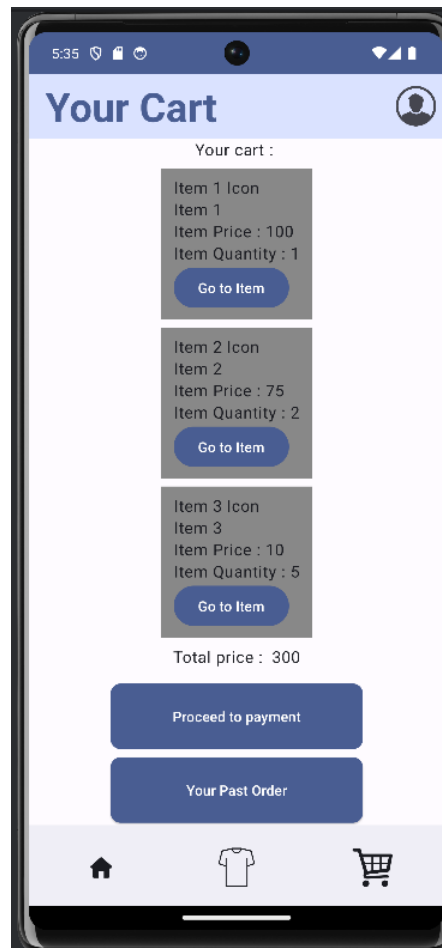 5:35
Your Cart
Your cart :
Item 1 Icon
Item 1
Item Price : 100
Item Quantity : 1
Go to Item
Item 2 Icon
Item 2
Item Price : 75
Item Quantity : 2
Go to Item
Item 3 Icon
Item 3
Item Price : 10
Item Quantity : 5
Go to Item
Total price :  300
Proceed to payment
Your Past Order